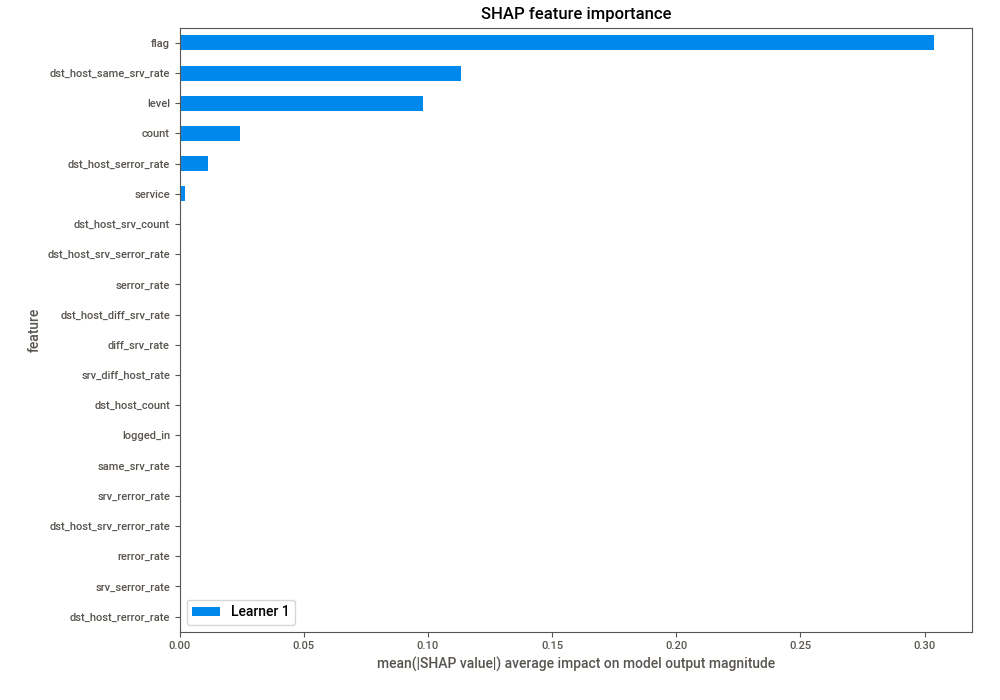 SHAP feature importance
flag
dst_host_same_srv_rate
level
count
dst_host_serror_rate
service
dst_host_srv_count
dst_host_srv_serror_rate
serror_rate
dst_host_diff_srv_rate
diff_srv_rate
srv_diff_host_rate
dst_host_count
logged_in
same_srv_rate
srv_rerror_rate
dst_host_srv_rerror_rate
rerror_rate
srv_serror_rate
dst_host_rerror_rate
feature
Learner 1
0.00 0.05 0.10 0.15 0.20 0.25 0.30
mean(|SHAP value|) average impact on model output magnitude